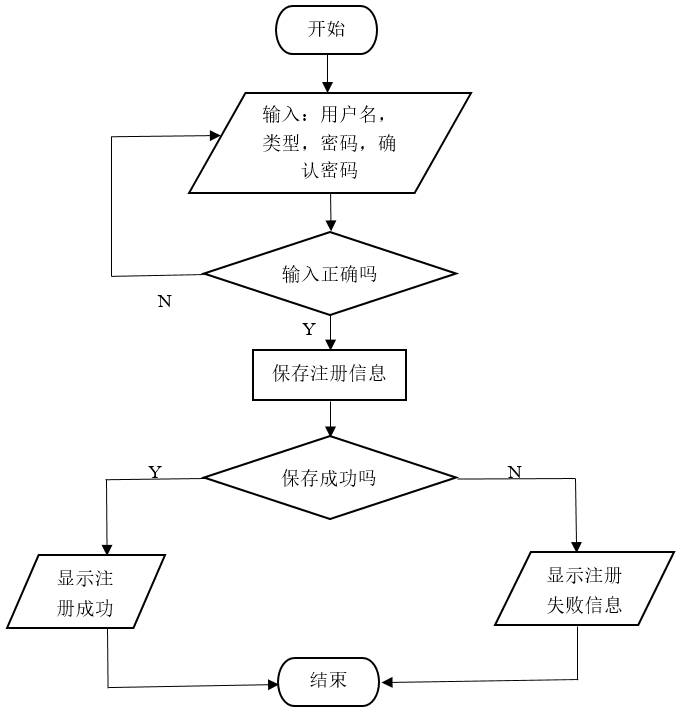 开始
输入：用户名，
类型，密码，确
认密码
输入正确吗
N
Y
保存注册信息
Y
保存成功吗
N
显示注
册成功
显示注册
失败信息
结束